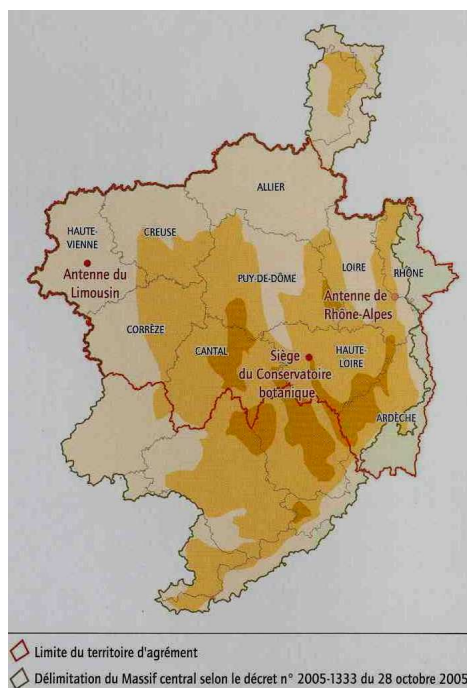 ALLIER
HAUTE-
VIENNE
CREUSE
Antenne du
Limousin
PUY-DE-DÔME
LOIRE
RHÔNE
Antenne de
Rhône-Alpes
CORRÈZE
CANTAL
Siège
du Conservatoire
botanique
HAUTE-
LOIRE
ARDÈCHE
Limite du territoire d'agrément
Délimitation du Massif central selon le décret n° 2005-1333 du 28 octobre 2005